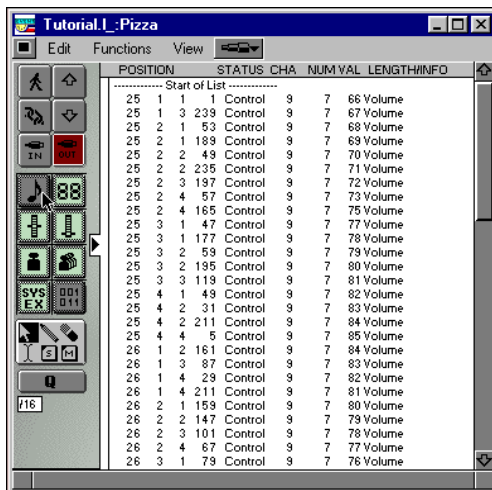 Tutorial.l_:Pizza
Edit Functions View
POSITION STATUS CHA NUM VAL LENGTH/INFO
------------- Start of List -------------
25 1 1 1 Control 9 7 66 Volume
25 1 3 239 Control 9 7 67 Volume
25 2 1 53 Control 9 7 68 Volume
25 2 1 189 Control 9 7 69 Volume
25 2 2 49 Control 9 7 70 Volume
25 2 2 235 Control 9 7 71 Volume
25 2 3 197 Control 9 7 72 Volume
25 2 4 57 Control 9 7 73 Volume
25 2 4 165 Control 9 7 75 Volume
25 3 1 47 Control 9 7 77 Volume
25 3 1 177 Control 9 7 78 Volume
25 3 2 59 Control 9 7 79 Volume
25 3 2 195 Control 9 7 80 Volume
25 3 3 119 Control 9 7 81 Volume
25 4 1 49 Control 9 7 82 Volume
25 4 2 31 Control 9 7 83 Volume
25 4 2 211 Control 9 7 84 Volume
25 4 4 5 Control 9 7 85 Volume
26 1 2 161 Control 9 7 84 Volume
26 1 3 87 Control 9 7 83 Volume
26 1 4 29 Control 9 7 82 Volume
26 1 4 211 Control 9 7 81 Volume
26 2 1 159 Control 9 7 80 Volume
26 2 2 147 Control 9 7 79 Volume
26 2 3 101 Control 9 7 78 Volume
26 2 4 67 Control 9 7 77 Volume
26 3 1 79 Control 9 7 76 Volume
IN OUT
88
SYS EX 001 011
S M
Q
/16